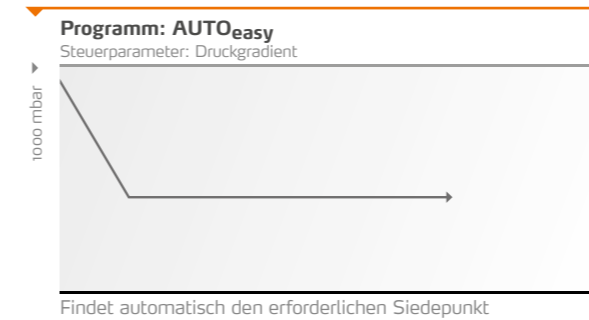 Programm: AUTOeasy
Steuerparameter: Druckgradient
1000 mbar
Findet automatisch den erforderlichen Siedepunkt